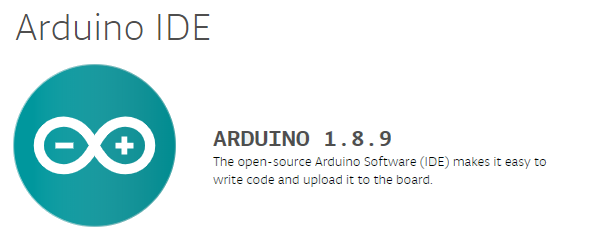 Arduino IDE
ARDUINO 1.8.9
The open-source Arduino Software (IDE) makes it easy to
write code and upload it to the board.